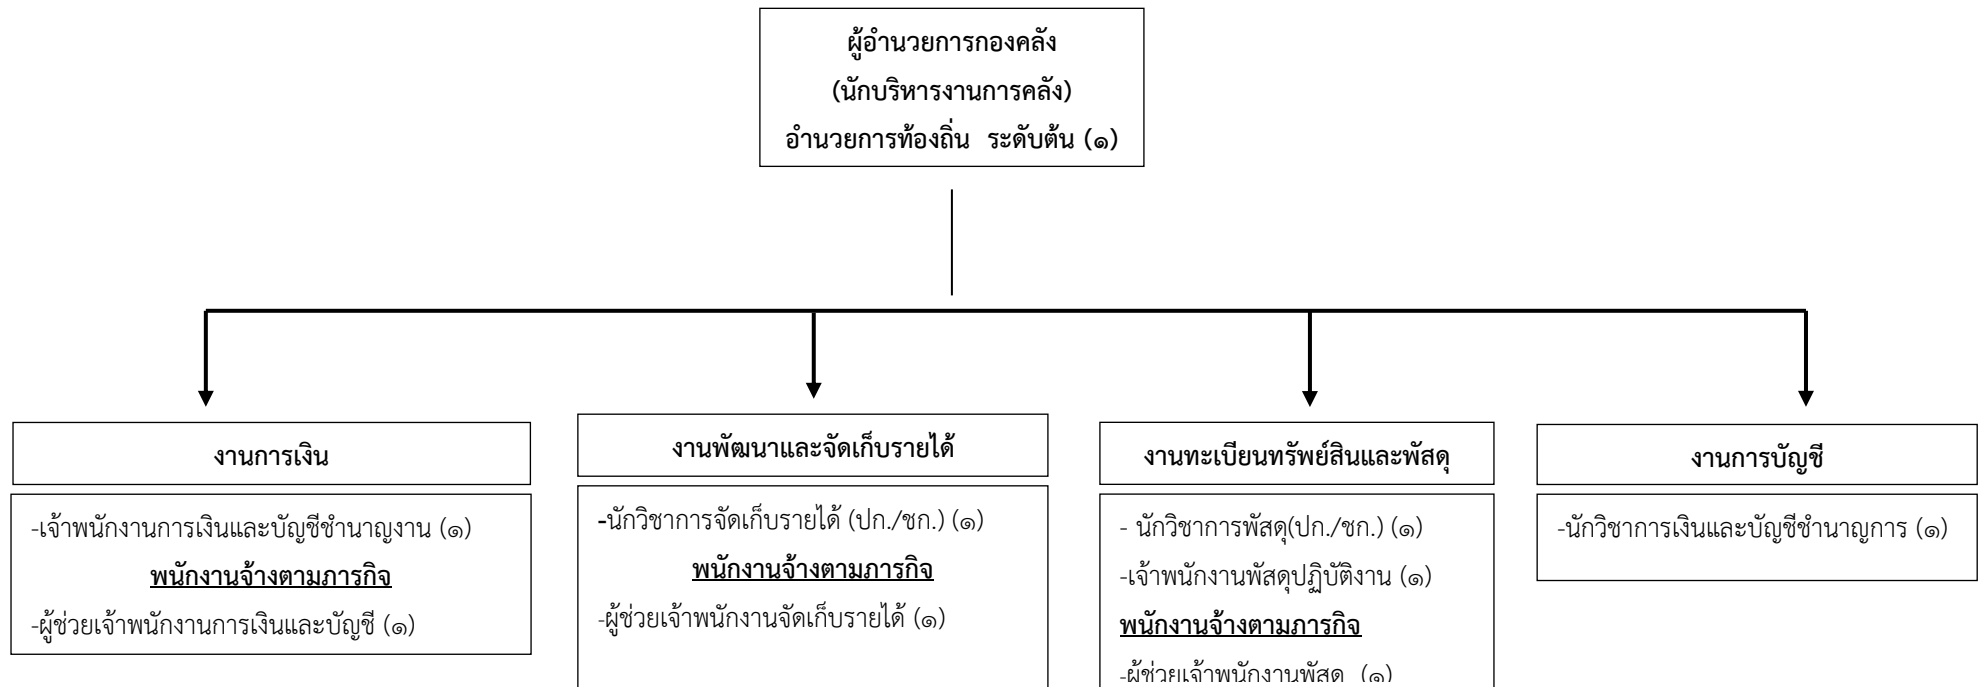 ผู้อำนวยการกองคลัง
(นักบริหารงานการคลัง)
อำนวยการท้องถิ่น ระดับต้น (๑)
งานการเงิน
-เจ้าพนักงานการเงินและบัญชีชำนาญงาน (๑)
พนักงานจ้างตามภารกิจ
-ผู้ช่วยเจ้าพนักงานการเงินและบัญชี (๑)
งานพัฒนาและจัดเก็บรายได้
-นักวิชาการจัดเก็บรายได้ (ปก./ชก.) (๑)
พนักงานจ้างตามภารกิจ
-ผู้ช่วยเจ้าพนักงานจัดเก็บรายได้ (๑)
งานทะเบียนทรัพย์สินและพัสดุ
- นักวิชาการพัสดุ(ปก./ชก.) (๑)
-เจ้าพนักงานพัสดุปฏิบัติงาน (๑)
พนักงานจ้างตามภารกิจ
-ผู้ช่วยเจ้าพนักงานพัสดุ (๑)
งานการบัญชี
-นักวิชาการเงินและบัญชีชำนาญการ (๑)